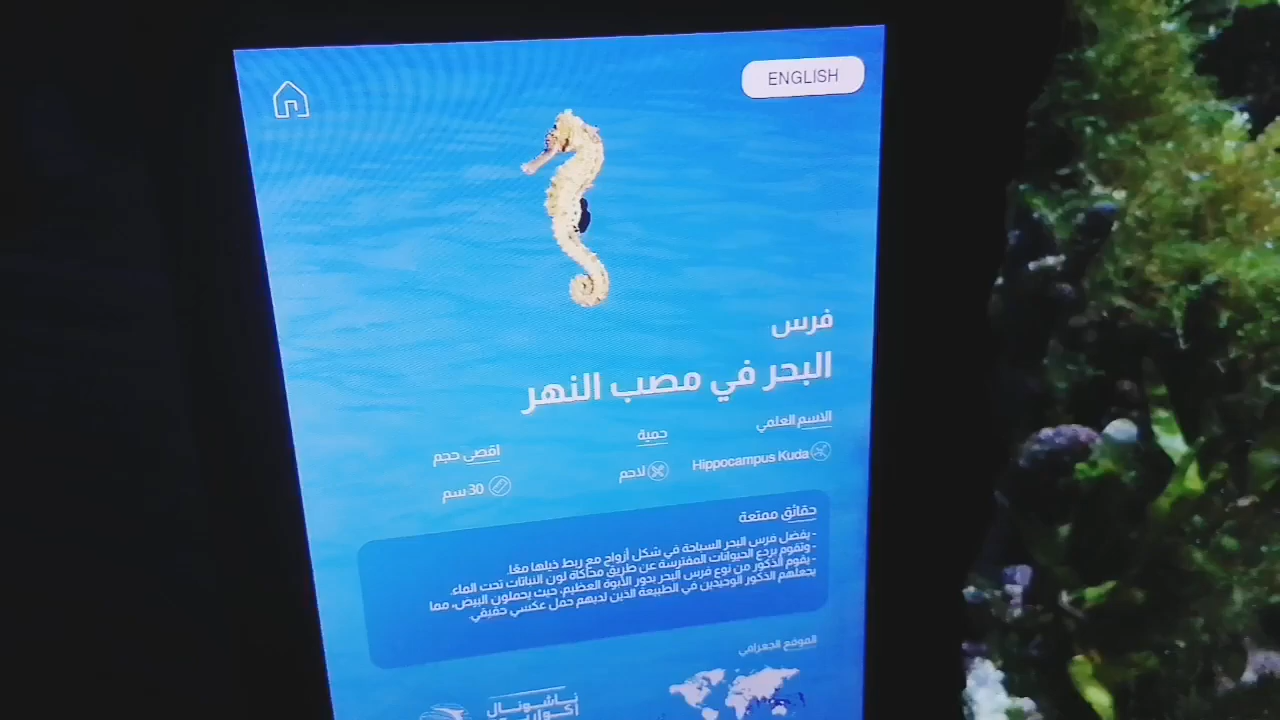 ENGLISH
فرس
البحر في مصب النهر
الاسم العلمي
Hippocampus Kuda
حمية
لاحم
اقصى حجم
30 سم
حقائق ممتعة
- يفضل فرس البحر السباحة في شكل أزواج مع ربط ذيلها معًا.
- وتقوم بردع الحيوانات المفترسة عن طريق محاكاة لون النباتات تحت الماء.
- يقوم الذكور من نوع فرس البحر بدور الأبوة العظيم، حيث يحملون البيض، مما
يجعلهم الذكور الوحيدين في الطبيعة الذين لديهم حمل عكسي حقيقي.
الموقع الجغرافي
ناشونال